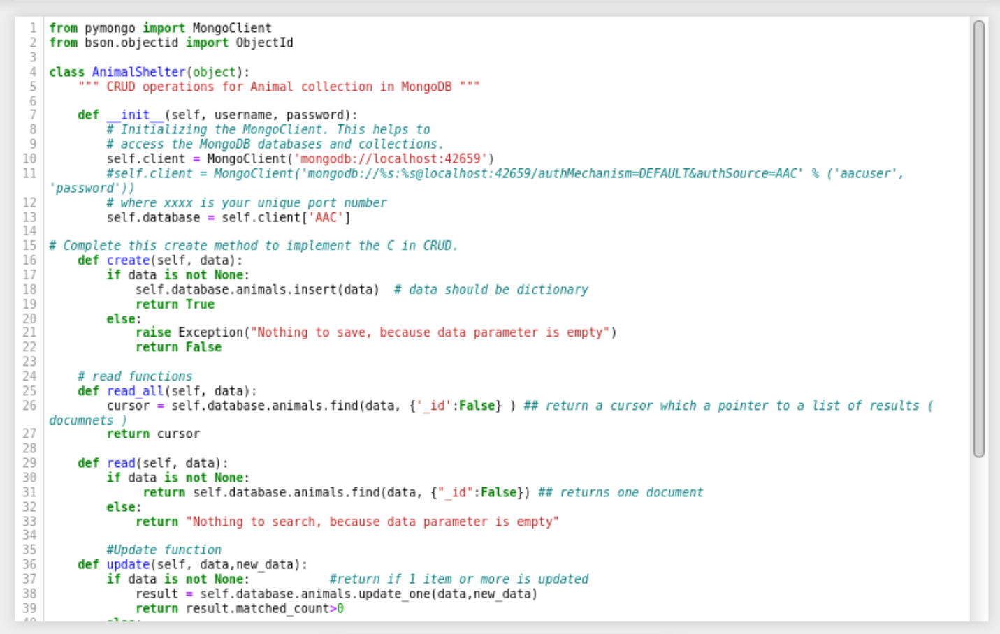 1 from pymongo import MongoClient
2 from bson.objectid import ObjectId
3
4 class AnimalShelter(object):
5     """ CRUD operations for Animal collection in MongoDB """
6
7     def __init__(self, username, password):
8         # Initializing the MongoClient. This helps to
9         # access the MongoDB databases and collections.
10         self.client = MongoClient('mongodb://localhost:42659')
11         #self.client = MongoClient('mongodb://%s:%s@localhost:42659/authMechanism=DEFAULT&authSource=AAC' % ('aacuser',
'password'))
12         # where xxxx is your unique port number
13         self.database = self.client['AAC']
14
15 # Complete this create method to implement the C in CRUD.
16     def create(self, data):
17         if data is not None:
18             self.database.animals.insert(data)  # data should be dictionary
19             return True
20         else:
21             raise Exception("Nothing to save, because data parameter is empty")
22             return False
23
24     # read functions
25     def read_all(self, data):
26         cursor = self.database.animals.find(data, {'_id':False} ) ## return a cursor which a pointer to a list of results (
documnets )
27         return cursor
28
29     def read(self, data):
30         if data is not None:
31              return self.database.animals.find(data, {"_id":False}) ## returns one document
32         else:
33             return "Nothing to search, because data parameter is empty"
34
35         #Update function
36     def update(self, data,new_data):
37         if data is not None:           #return if 1 item or more is updated
38             result = self.database.animals.update_one(data,new_data)
39             return result.matched_count>0
40         else: